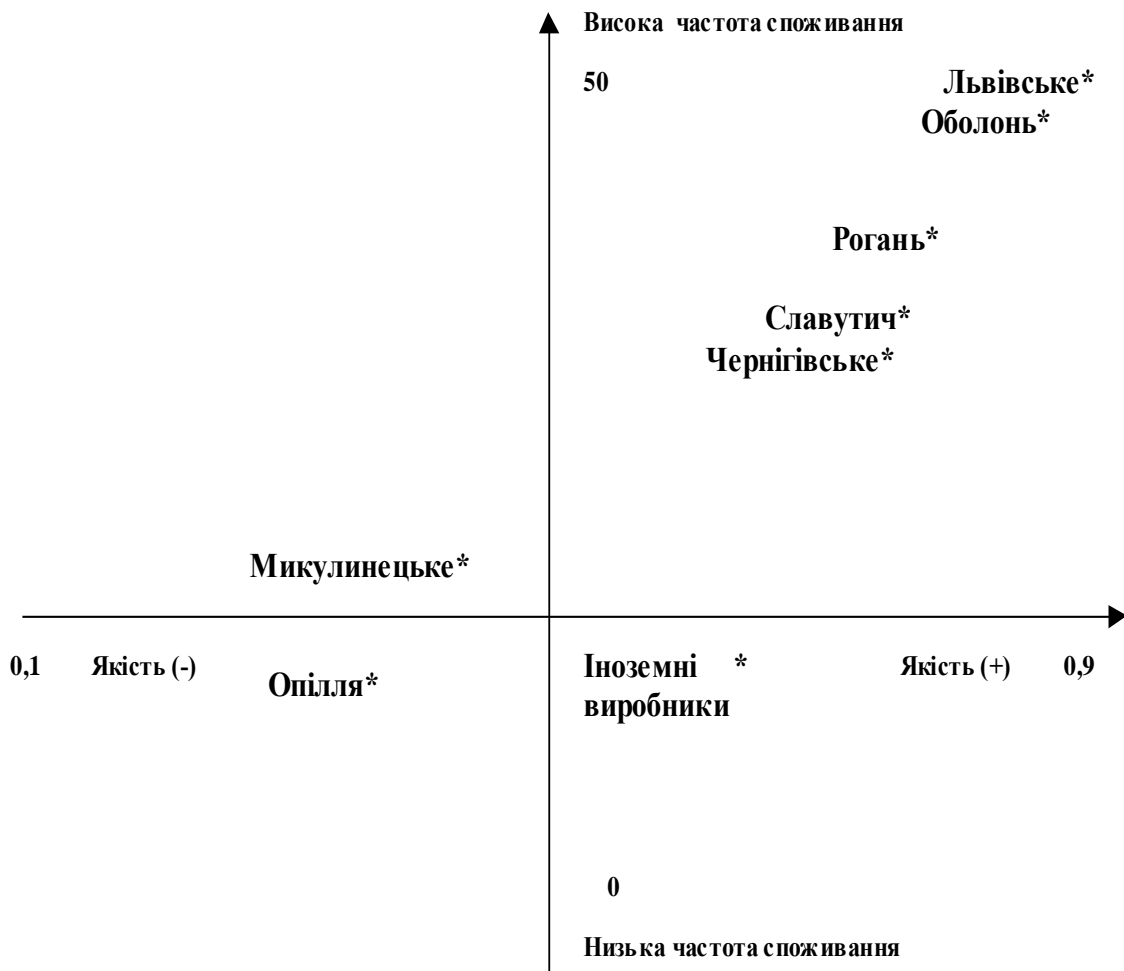 Висока частота споживання
50
Львівське*
Оболонь*
Рогань*
Славутич*
Чернігівське*
Микулинецьке*
0,1 Якість (-)
Опілля*
Іноземні *
виробники
Якість (+) 0,9
0
Низька частота споживання